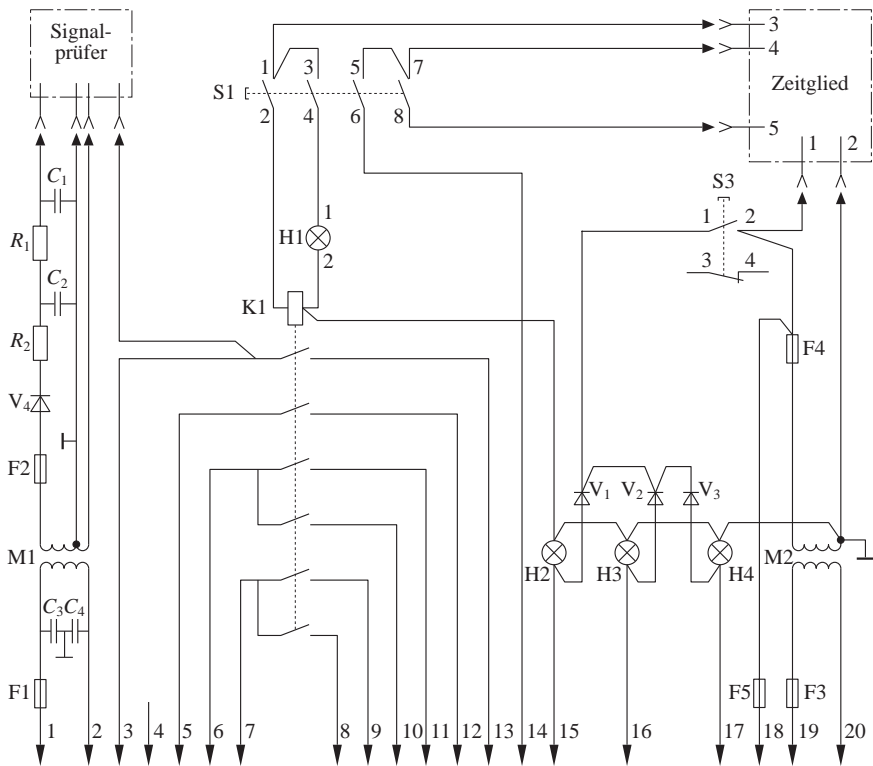 Signal-
prüfer
3
4
Zeitglied
5
1 2
1 3 5 7
S1
2 4 6 8
C1
R1
C2
R2
V4
F2
M1
C3 C4
F1
1
H1
2
K1
S3
1 2
3 4
F4
V1 V2 V3
H2 H3 H4 M2
F5 F3
1 2 3 4 5 6 7 8 9 10 11 12 13 14 15 16 17 18 19 20